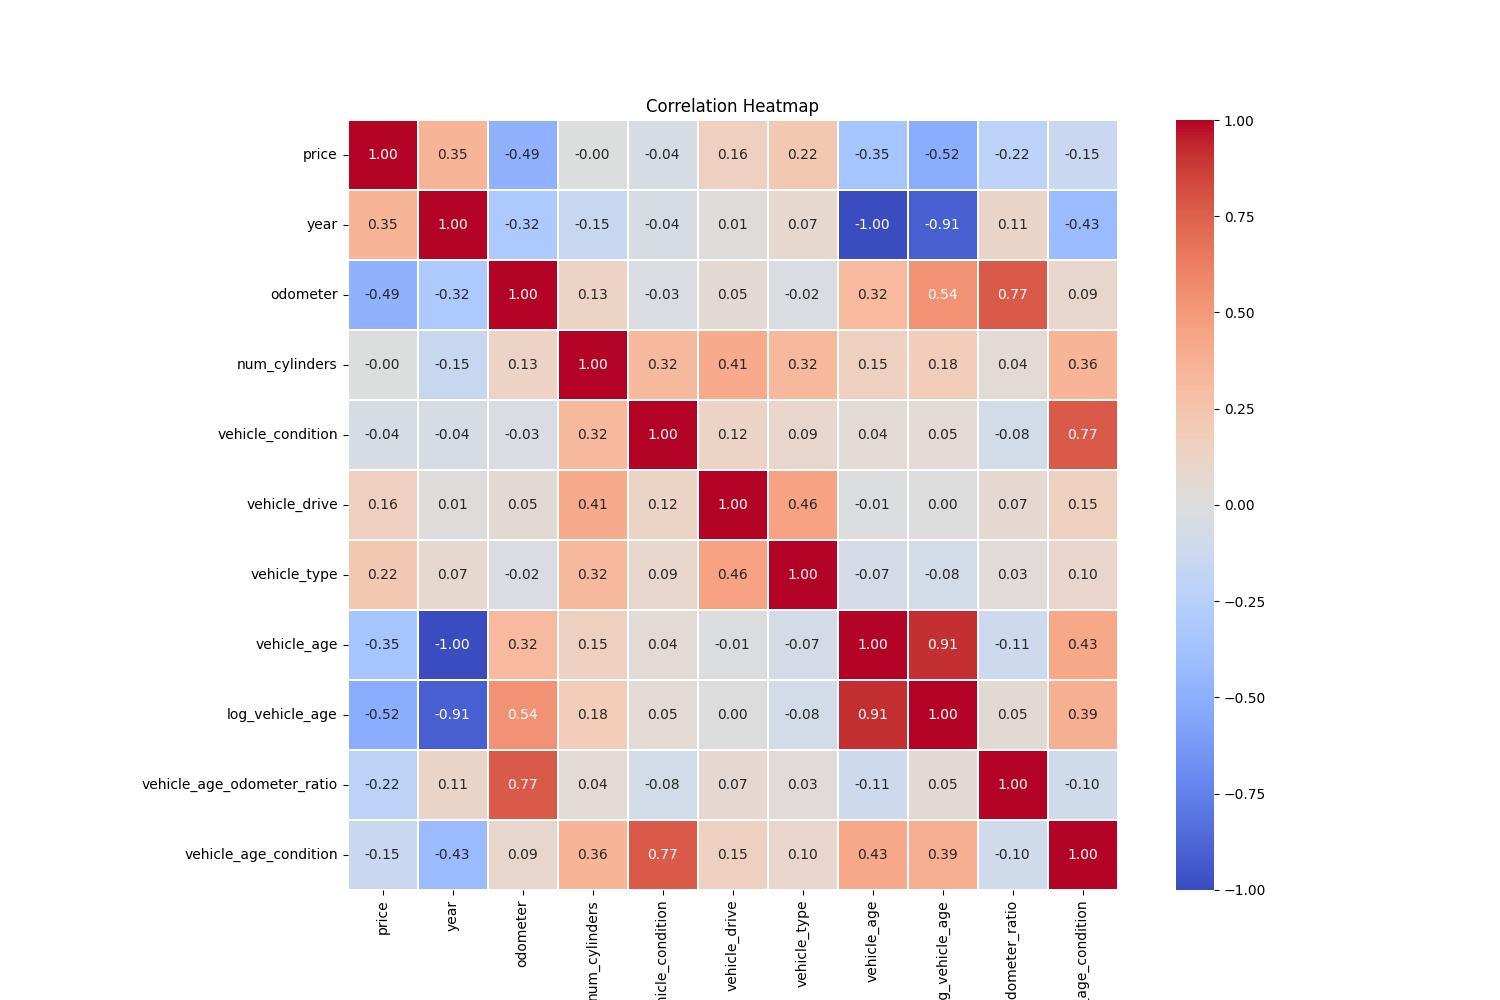 Correlation Heatmap
price 1.00 0.35 -0.49 -0.00 -0.04 0.16 0.22 -0.35 -0.52 -0.22 -0.15
year 0.35 1.00 -0.32 -0.15 -0.04 0.01 0.07 -1.00 -0.91 0.11 -0.43
odometer -0.49 -0.32 1.00 0.13 -0.03 0.05 -0.02 0.32 0.54 0.77 0.09
num_cylinders -0.00 -0.15 0.13 1.00 0.32 0.41 0.32 0.15 0.18 0.04 0.36
vehicle_condition -0.04 -0.04 -0.03 0.32 1.00 0.12 0.09 0.04 0.05 -0.08 0.77
vehicle_drive 0.16 0.01 0.05 0.41 0.12 1.00 0.46 -0.01 0.00 0.07 0.15
vehicle_type 0.22 0.07 -0.02 0.32 0.09 0.46 1.00 -0.07 -0.08 0.03 0.10
vehicle_age -0.35 -1.00 0.32 0.15 0.04 -0.01 -0.07 1.00 0.91 -0.11 0.43
log_vehicle_age -0.52 -0.91 0.54 0.18 0.05 0.00 -0.08 0.91 1.00 0.05 0.39
vehicle_age_odometer_ratio -0.22 0.11 0.77 0.04 -0.08 0.07 0.03 -0.11 0.05 1.00 -0.10
vehicle_age_condition -0.15 -0.43 0.09 0.36 0.77 0.15 0.10 0.43 0.39 -0.10 1.00
price
year
odometer
num_cylinders
hicle_condition
vehicle_drive
vehicle_type
vehicle_age
g_vehicle_age
dometer_ratio
_age_condition
1.00
0.75
0.50
0.25
0.00
−0.25
−0.50
−0.75
−1.00